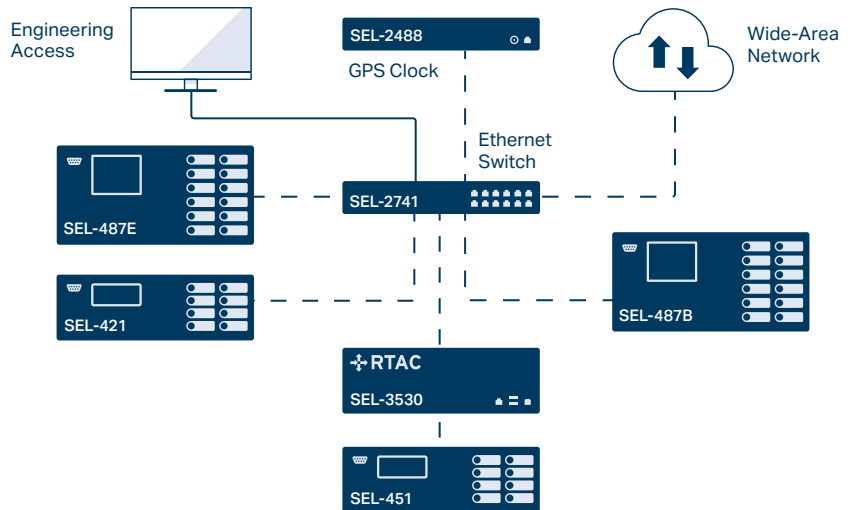 Engineering
Access
SEL-2488
GPS Clock
Wide-Area
Network
Ethernet
Switch
SEL-2741
SEL-487E
SEL-421
SEL-487B
RTAC
SEL-3530
SEL-451